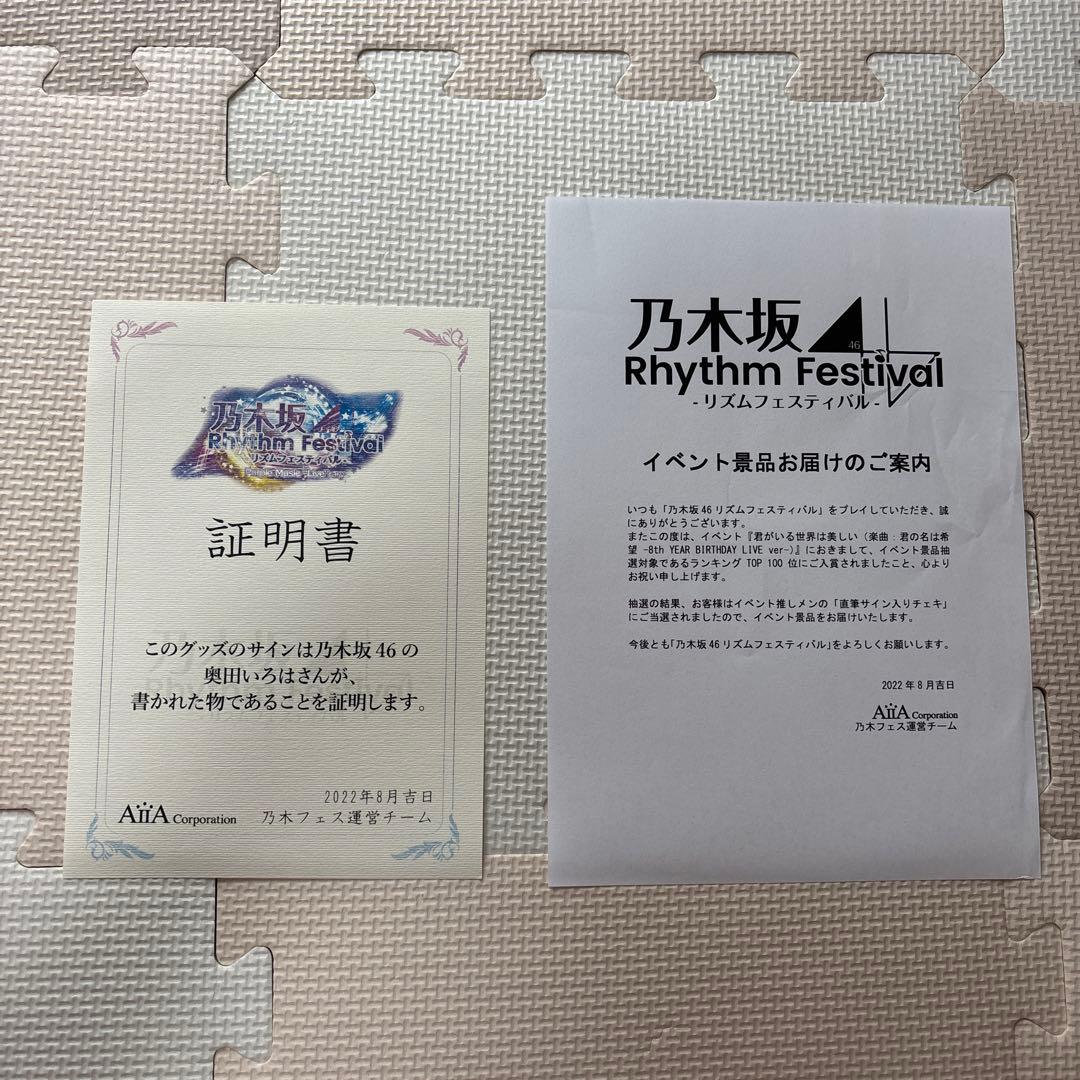 乃木坂46
Rhythm Festival
-リズムフェスティバル-
証明書
このグッズのサインは乃木坂46の
奥田いろはさんが、
書かれた物であることを証明します。
2022年8月吉日
AiiA Corporation 乃木フェス運営チーム
乃木坂46
Rhythm Festival
-リズムフェスティバル-
イベント景品お届けのご案内
いつも「乃木坂46リズムフェスティバル」をプレイしていただき、誠
にありがとうございます。
またこの度は、イベント『君がいる世界は美しい（楽曲：君の名は希
望 -8th YEAR BIRTHDAY LIVE ver-）』におきまして、イベント景品抽
選対象であるランキング TOP 100 位にご入賞されましたこと、心より
お祝い申し上げます。
抽選の結果、お客様はイベント推しメンの「直筆サイン入りチェキ」
にご当選されましたので、イベント景品をお届けいたします。
今後とも「乃木坂46リズムフェスティバル」をよろしくお願いします。
2022年8月吉日
AiiA Corporation
乃木フェス運営チーム